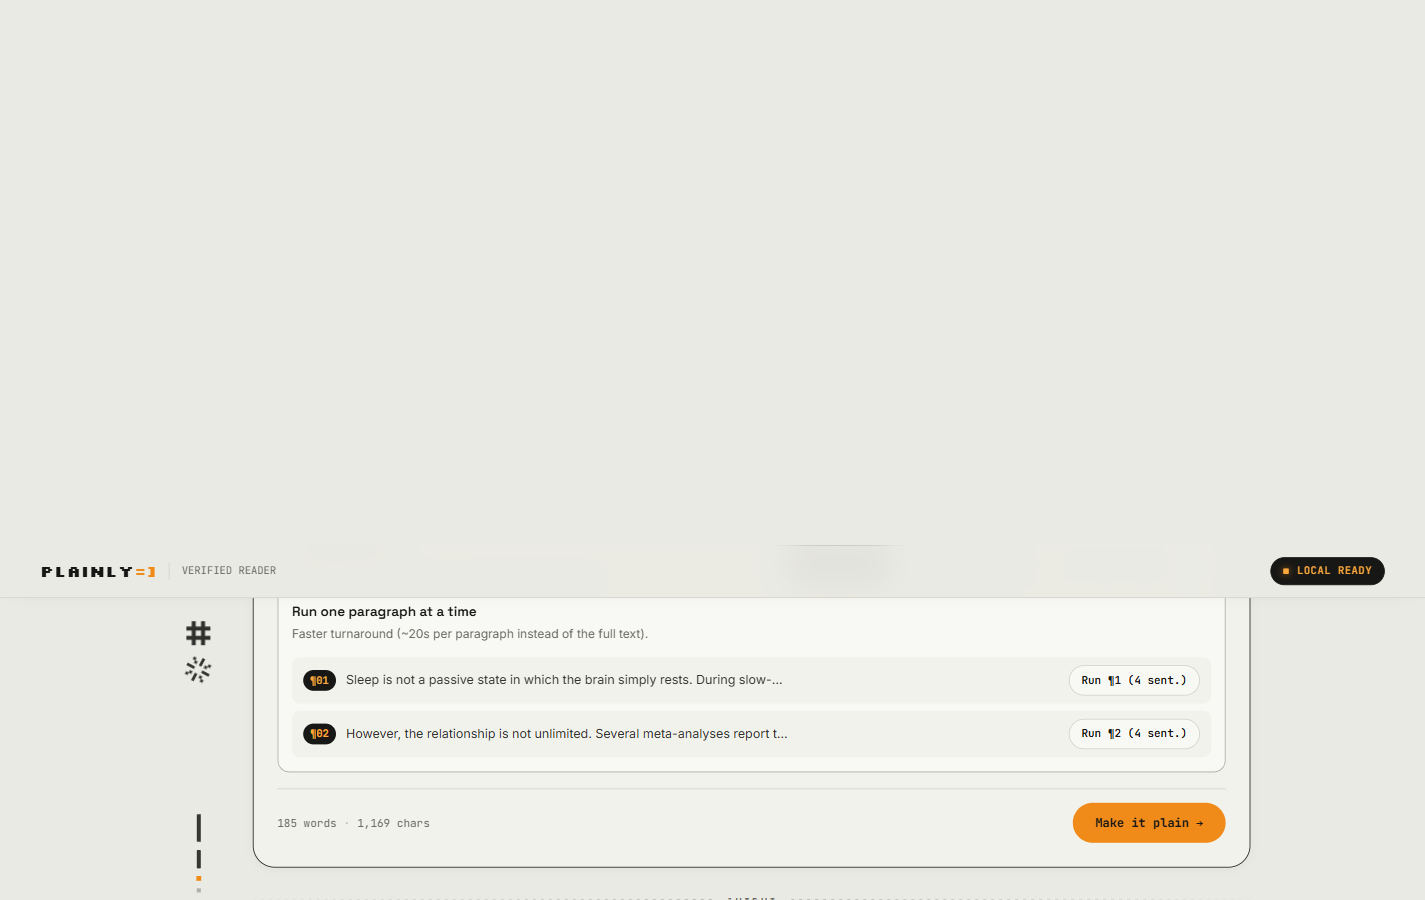 PLAINLY=]
VERIFIED READER
LOCAL READY
Run one paragraph at a time
Faster turnaround (~20s per paragraph instead of the full text).
¶01 Sleep is not a passive state in which the brain simply rests. During slow-... Run ¶1 (4 sent.)
¶02 However, the relationship is not unlimited. Several meta-analyses report t... Run ¶2 (4 sent.)
185 words · 1,169 chars
Make it plain →